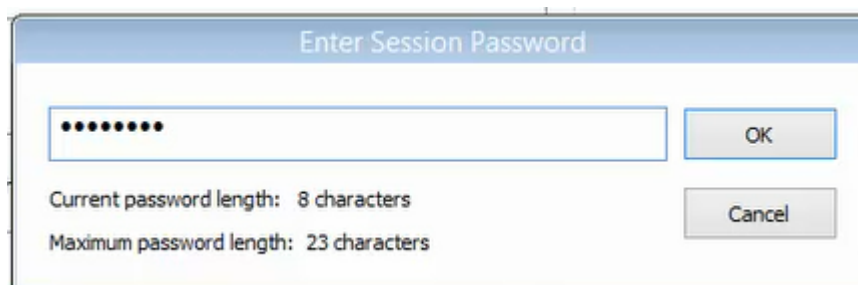 Enter Session Password
••••••••
OK
Current password length: 8 characters
Cancel
Maximum password length: 23 characters